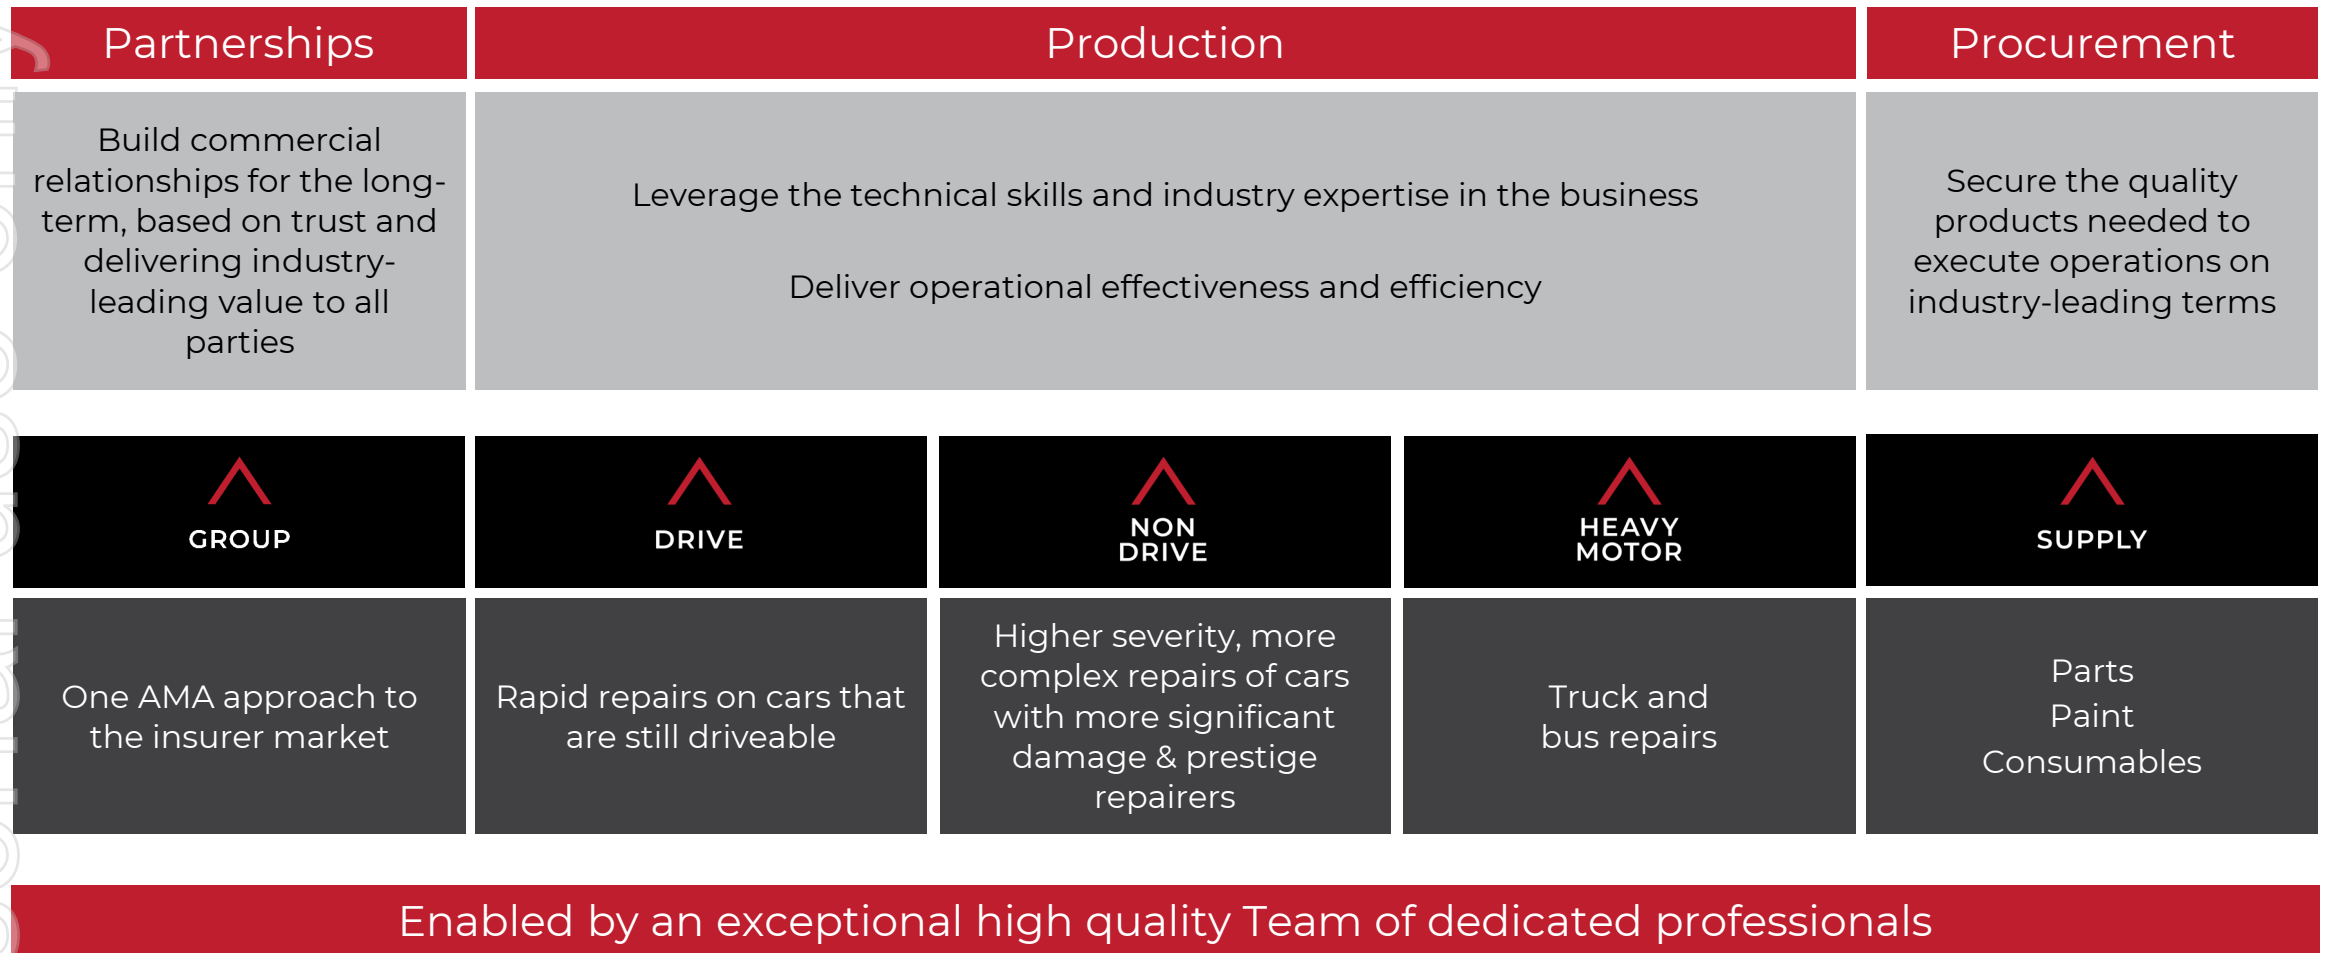 Partnerships
Production
Procurement
Build commercial
relationships for the long-
term, based on trust and
delivering industry-
leading value to all
parties
Leverage the technical skills and industry expertise in the business
Deliver operational effectiveness and efficiency
Secure the quality
products needed to
execute operations on
industry-leading terms
GROUP
DRIVE
NON
DRIVE
HEAVY
MOTOR
SUPPLY
One AMA approach to
the insurer market
Rapid repairs on cars that
are still driveable
Higher severity, more
complex repairs of cars
with more significant
damage & prestige
repairers
Truck and
bus repairs
Parts
Paint
Consumables
Enabled by an exceptional high quality Team of dedicated professionals